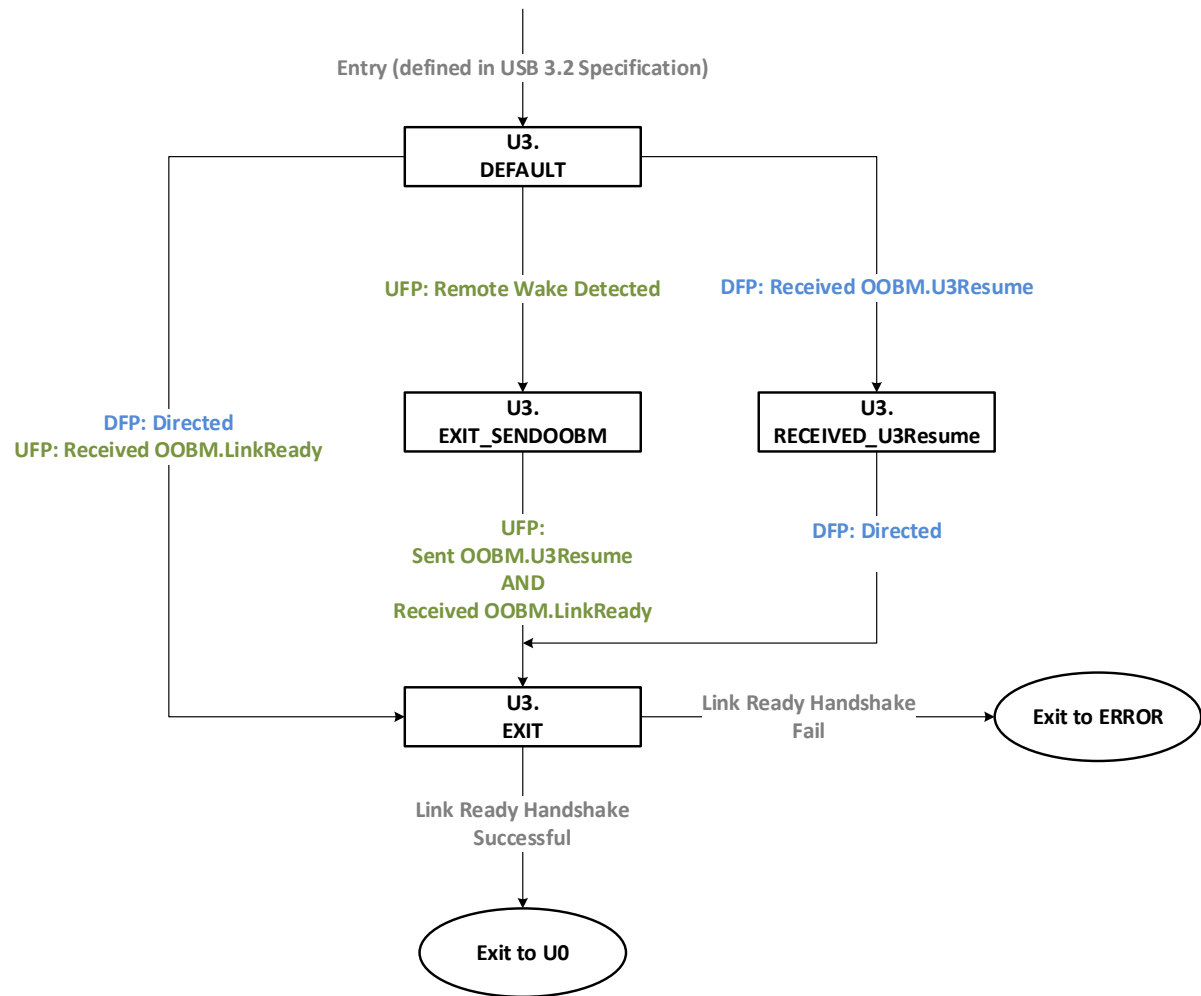 Entry (defined in USB 3.2 Specification)
U3.
DEFAULT
UFP: Remote Wake Detected
DFP: Received OOBM.U3Resume
DFP: Directed
UFP: Received OOBM.LinkReady
U3.
EXIT_SENDOOBM
U3.
RECEIVED_U3Resume
UFP:
Sent OOBM.U3Resume
AND
Received OOBM.LinkReady
DFP: Directed
U3.
EXIT
Link Ready Handshake
Fail
Exit to ERROR
Link Ready Handshake
Successful
Exit to U0